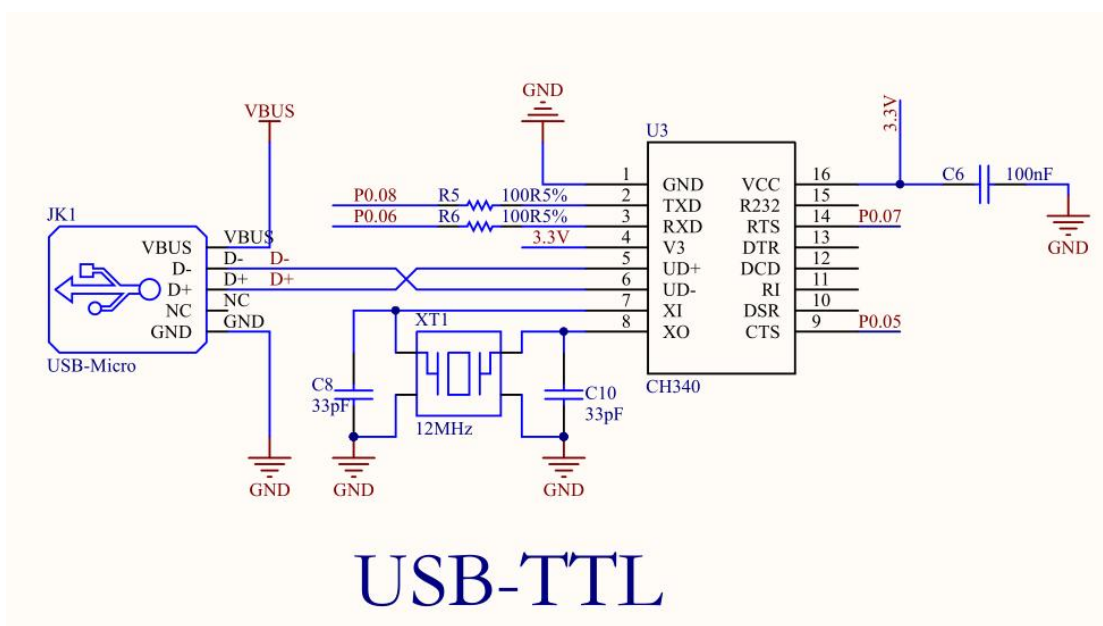 GND
VBUS
3.3V
U3
1 GND VCC 16 C6 100nF
P0.08 R5 100R5% 2 TXD R232 15
P0.06 R6 100R5% 3 RXD RTS 14 P0.07
3.3V 4 V3 DTR 13
5 UD+ DCD 12
6 UD- RI 11
7 XI DSR 10
8 XO CTS 9 P0.05
CH340
GND
JK1
VBUS VBUS
D- D- D-
D+ D+ D+
NC NC
GND GND
USB-Micro
XT1
C8
33pF
12MHz
C10
33pF
GND
GND
GND
USB-TTL